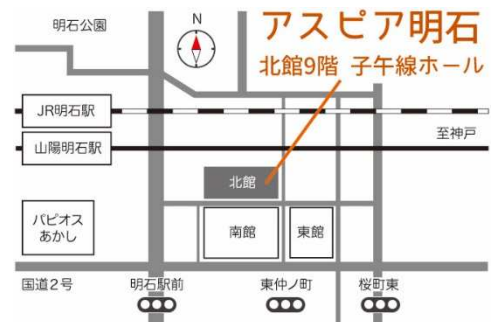 明石公園
N
アスピア明石
北館9階 子午線ホール
JR明石駅
至神戸
山陽明石駅
北館
パピオス
あかし
南館
東館
国道2号
明石駅前
東仲ノ町
桜町東